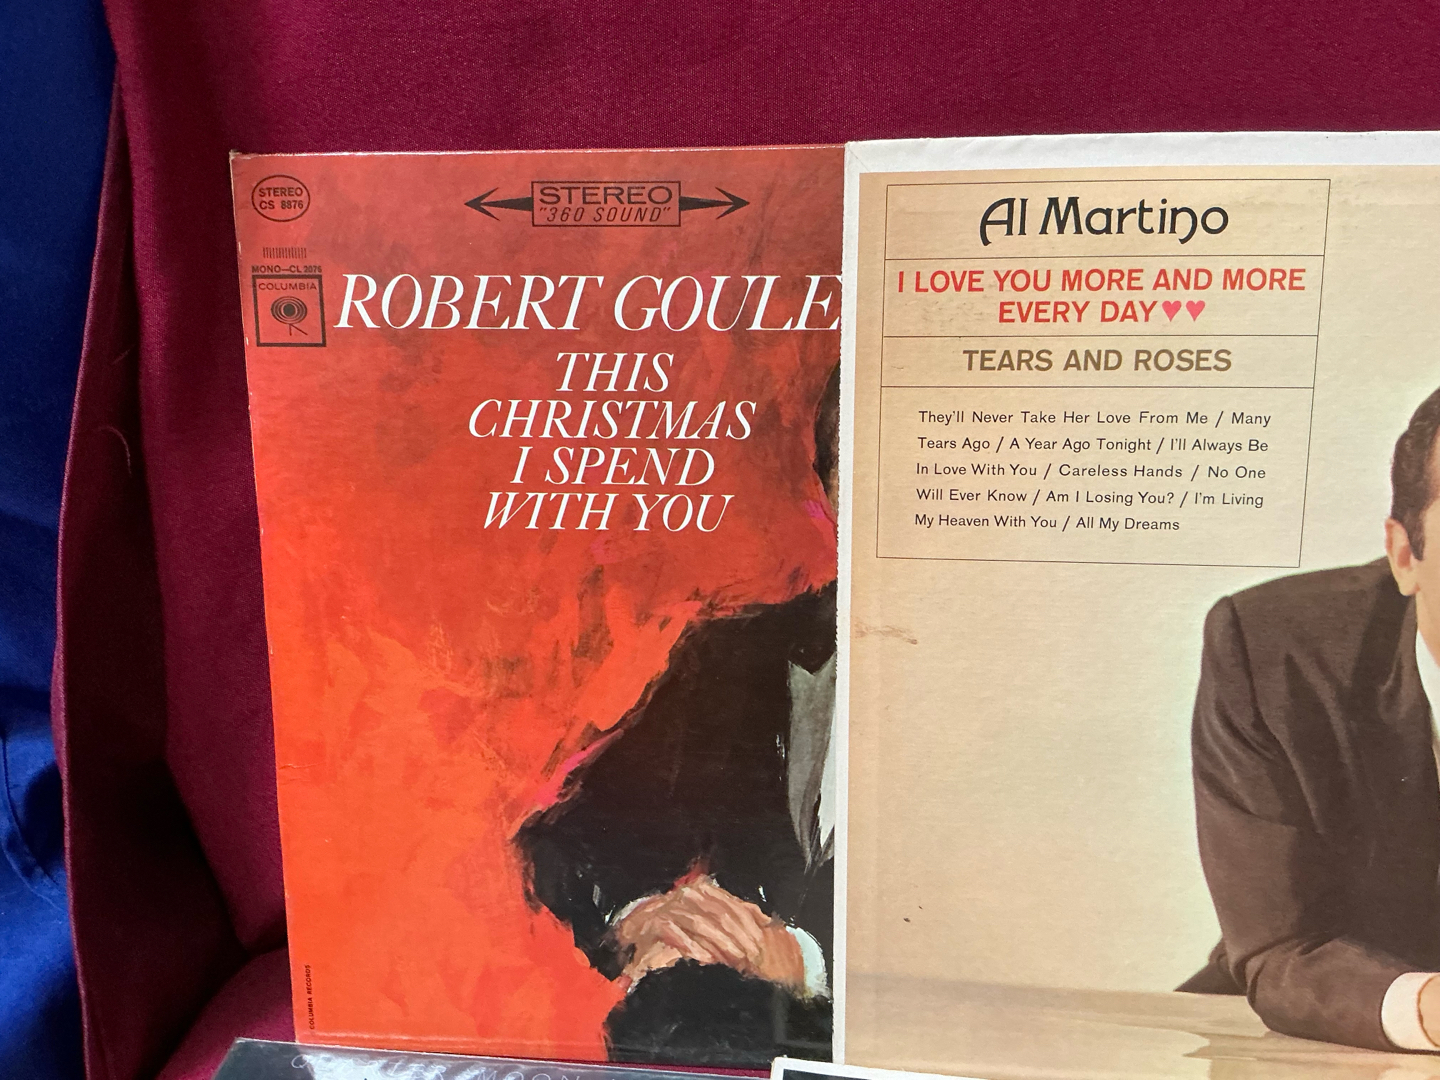 STEREO
CS 8876
STEREO
"360 SOUND"
MONO—CL 2076
COLUMBIA
ROBERT GOULE
THIS
CHRISTMAS
I SPEND
WITH YOU
COLUMBIA RECORDS
Al Martino
I LOVE YOU MORE AND MORE
EVERY DAY♥♥
TEARS AND ROSES
They'll Never Take Her Love From Me / Many
Tears Ago / A Year Ago Tonight / I'll Always Be
In Love With You / Careless Hands / No One
Will Ever Know / Am I Losing You? / I'm Living
My Heaven With You / All My Dreams
MOON